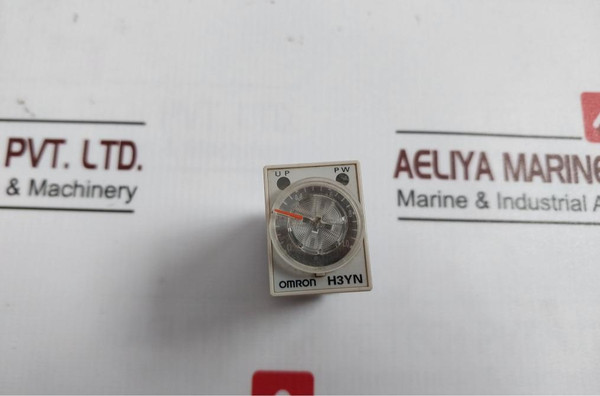 PVT. LTD.
& Machinery
AELIYA MARINE
Marine & Industrial A
UP PW
OMRON H3YN